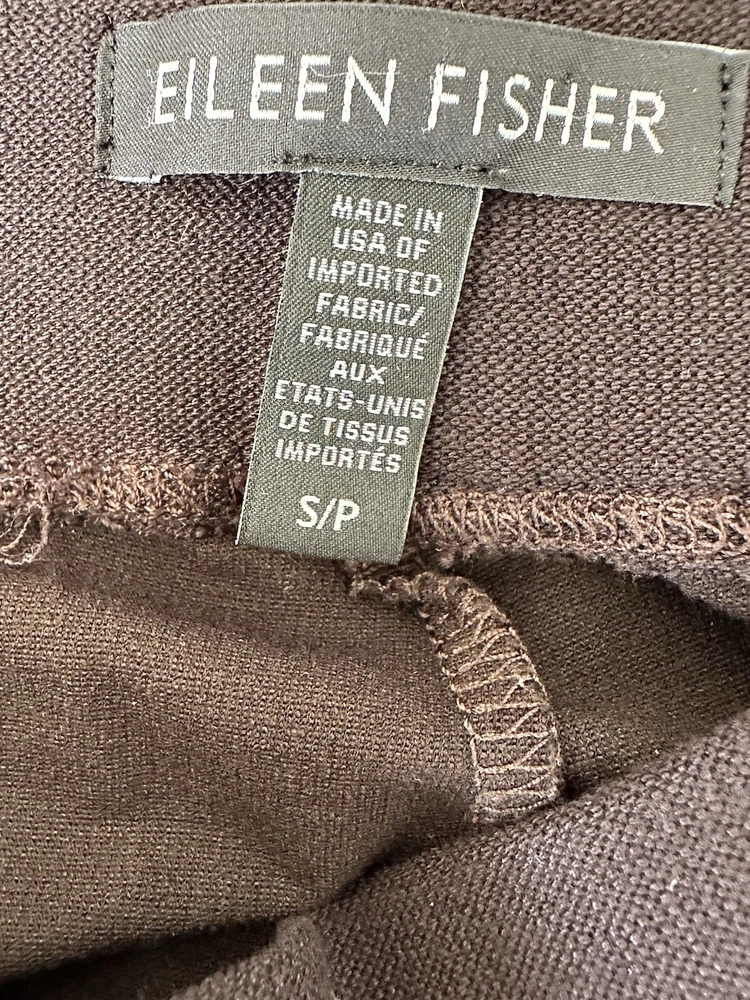 EILEEN FISHER
MADE IN
USA OF
IMPORTED
FABRIC/
FABRIQUÉ
AUX
ETATS-UNIS
DE TISSUS
IMPORTÉS
S/P